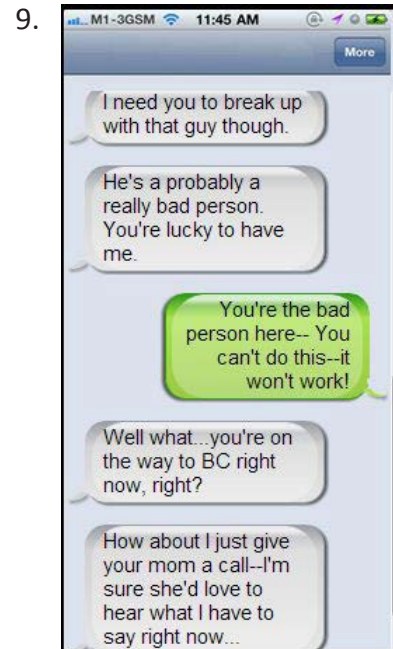 9.
M1-3GSM 11:45 AM
More
I need you to break up
with that guy though.
He's a probably a
really bad person.
You're lucky to have
me.
You're the bad
person here-- You
can't do this--it
won't work!
Well what...you're on
the way to BC right
now, right?
How about I just give
your mom a call--I'm
sure she'd love to
hear what I have to
say right now...